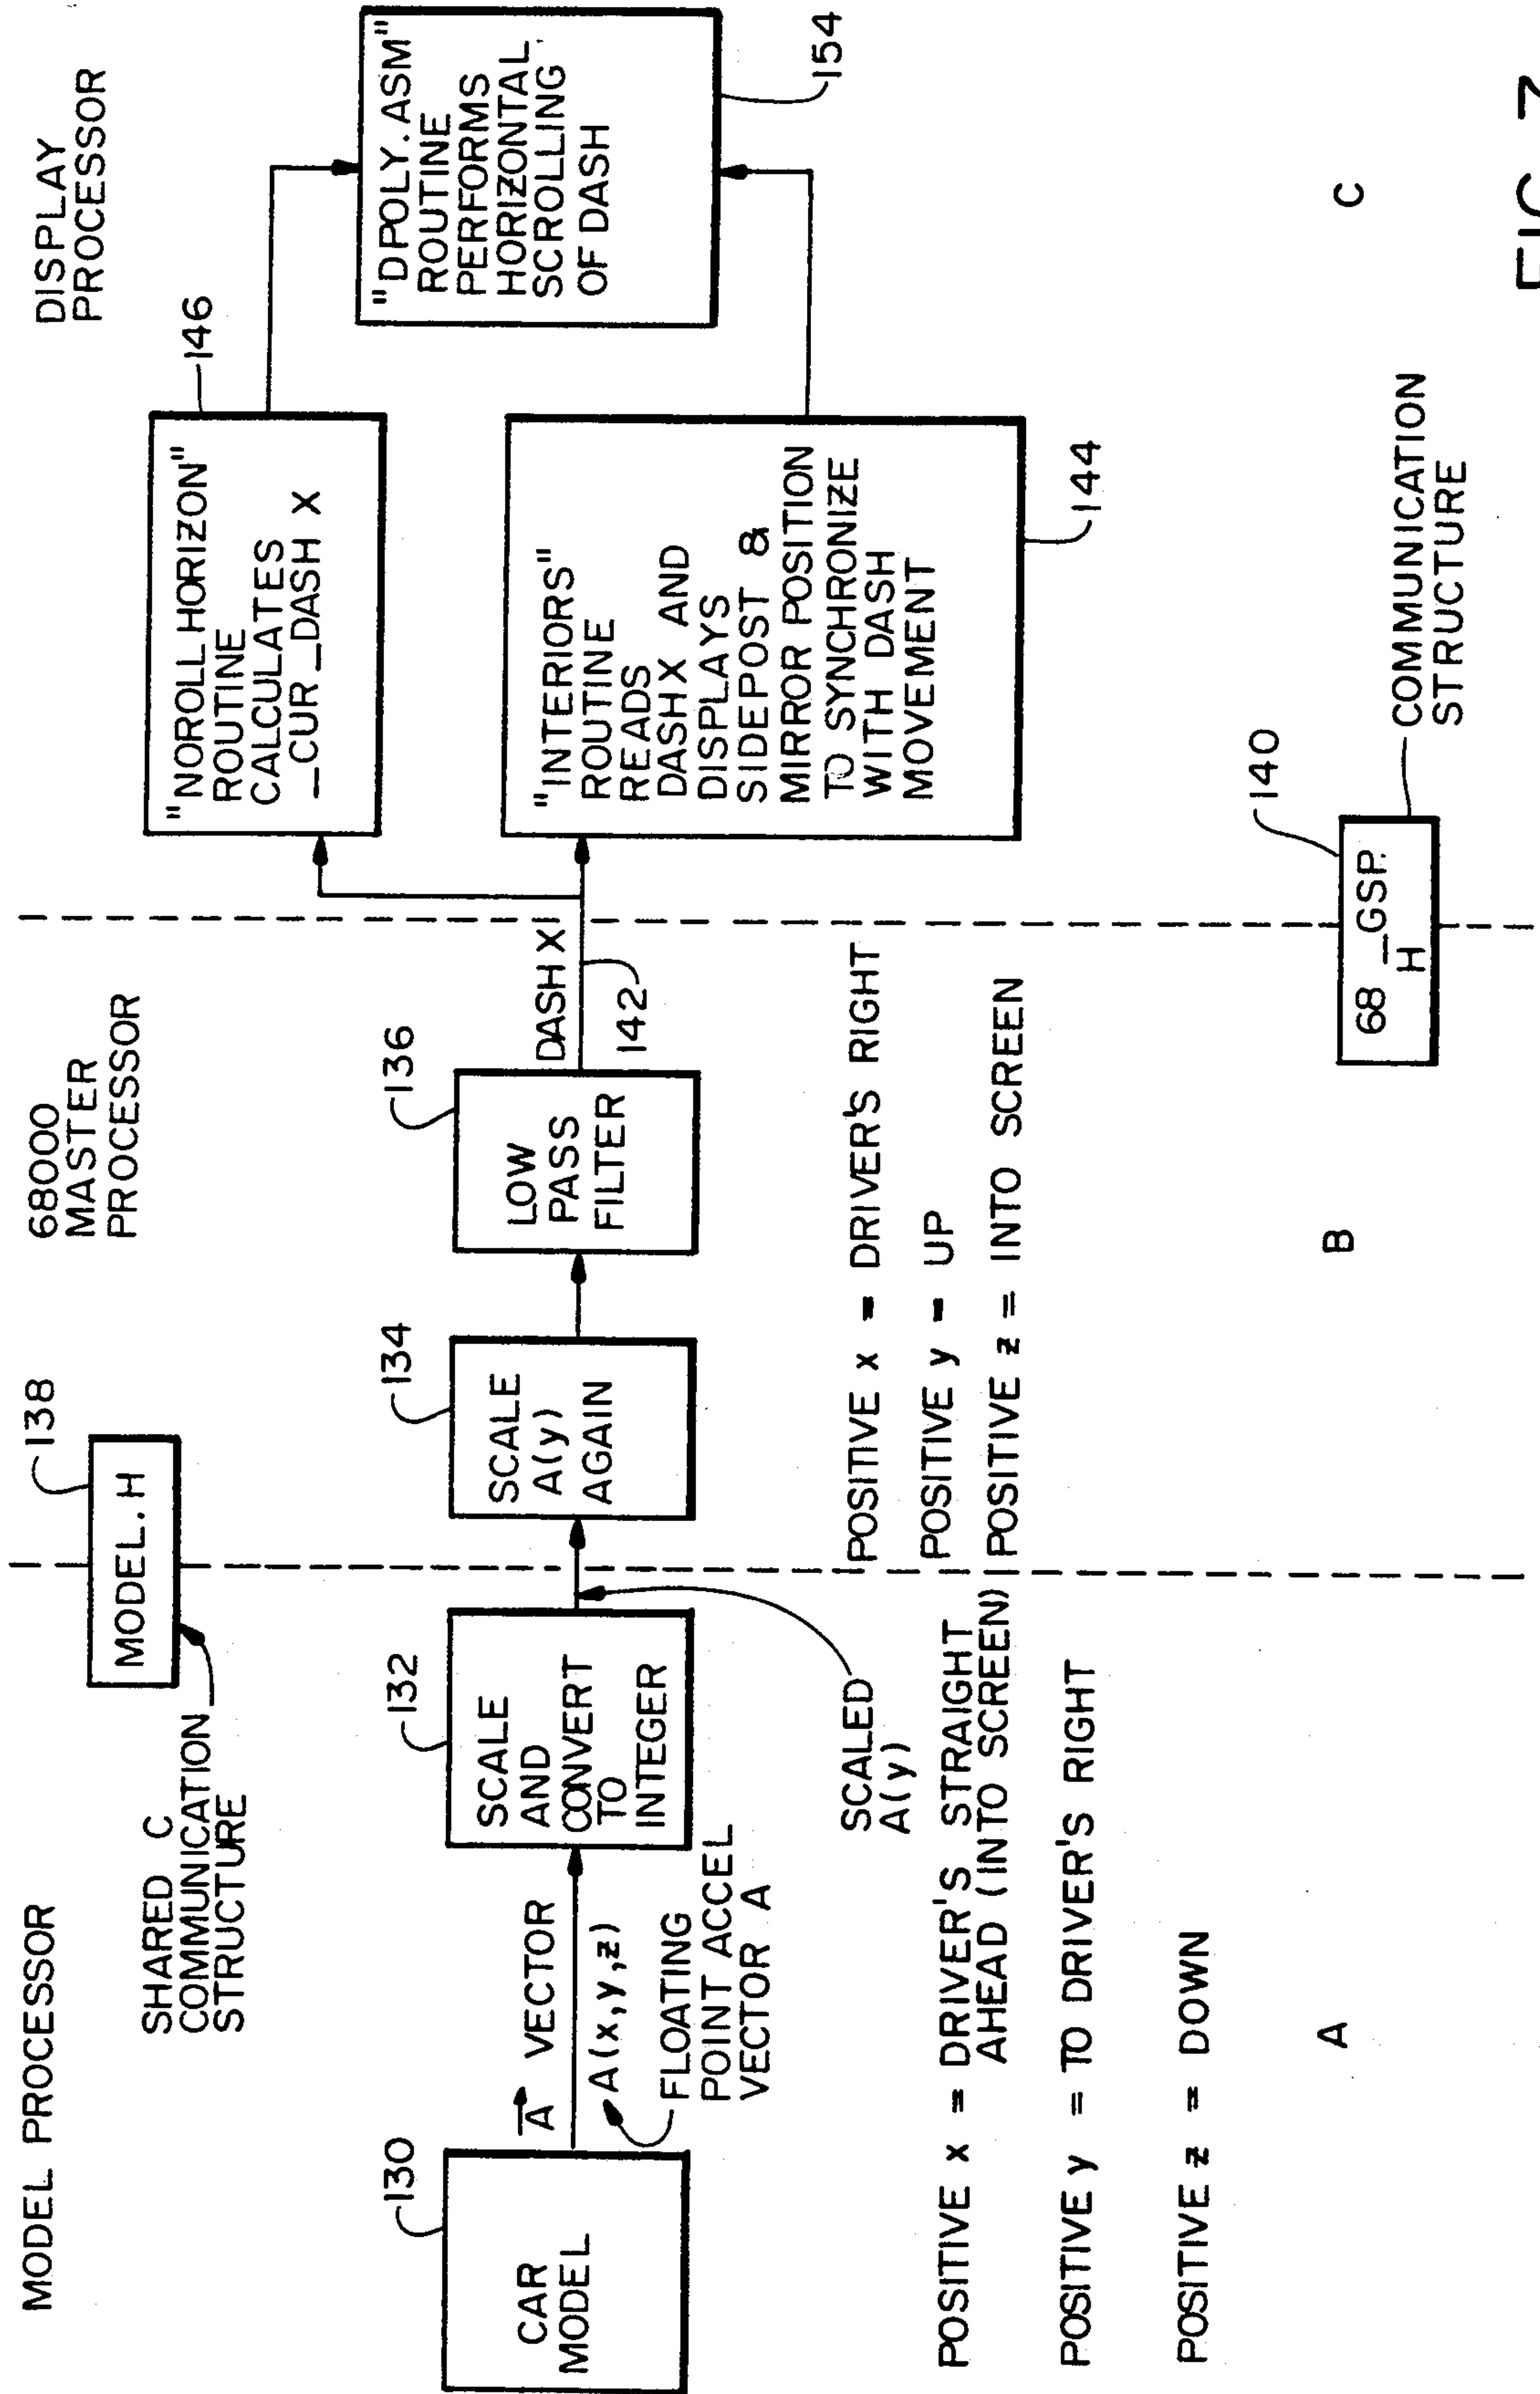 MODEL PROCESSOR
SHARED C
COMMUNICATION
STRUCTURE
138
MODEL.H
68000
MASTER
PROCESSOR
DISPLAY
PROCESSOR
130
CAR
MODEL
A VECTOR
A(x,y,z)
FLOATING
POINT ACCEL
VECTOR A
132
SCALE
AND
CONVERT
TO
INTEGER
SCALED
A(y)
134
SCALE
A(y)
AGAIN
136
LOW
PASS
FILTER
DASH X
142
146
"NOROLL HORIZON"
ROUTINE
CALCULATES
_CUR_DASH X
"INTERIORS"
ROUTINE
READS
DASHX AND
DISPLAYS
SIDEPOST &
MIRROR POSITION
TO SYNCHRONIZE
WITH DASH
MOVEMENT
144
"DPOLY.ASM"
ROUTINE
PERFORMS
HORIZONTAL
SCROLLING
OF DASH
154
POSITIVE x = DRIVER'S STRAIGHT
AHEAD (INTO SCREEN)
POSITIVE y = TO DRIVER'S RIGHT
POSITIVE z = DOWN
A
POSITIVE x = DRIVER'S RIGHT
POSITIVE y = UP
POSITIVE z = INTO SCREEN
B
140
68_GSP.
H
COMMUNICATION
STRUCTURE
C